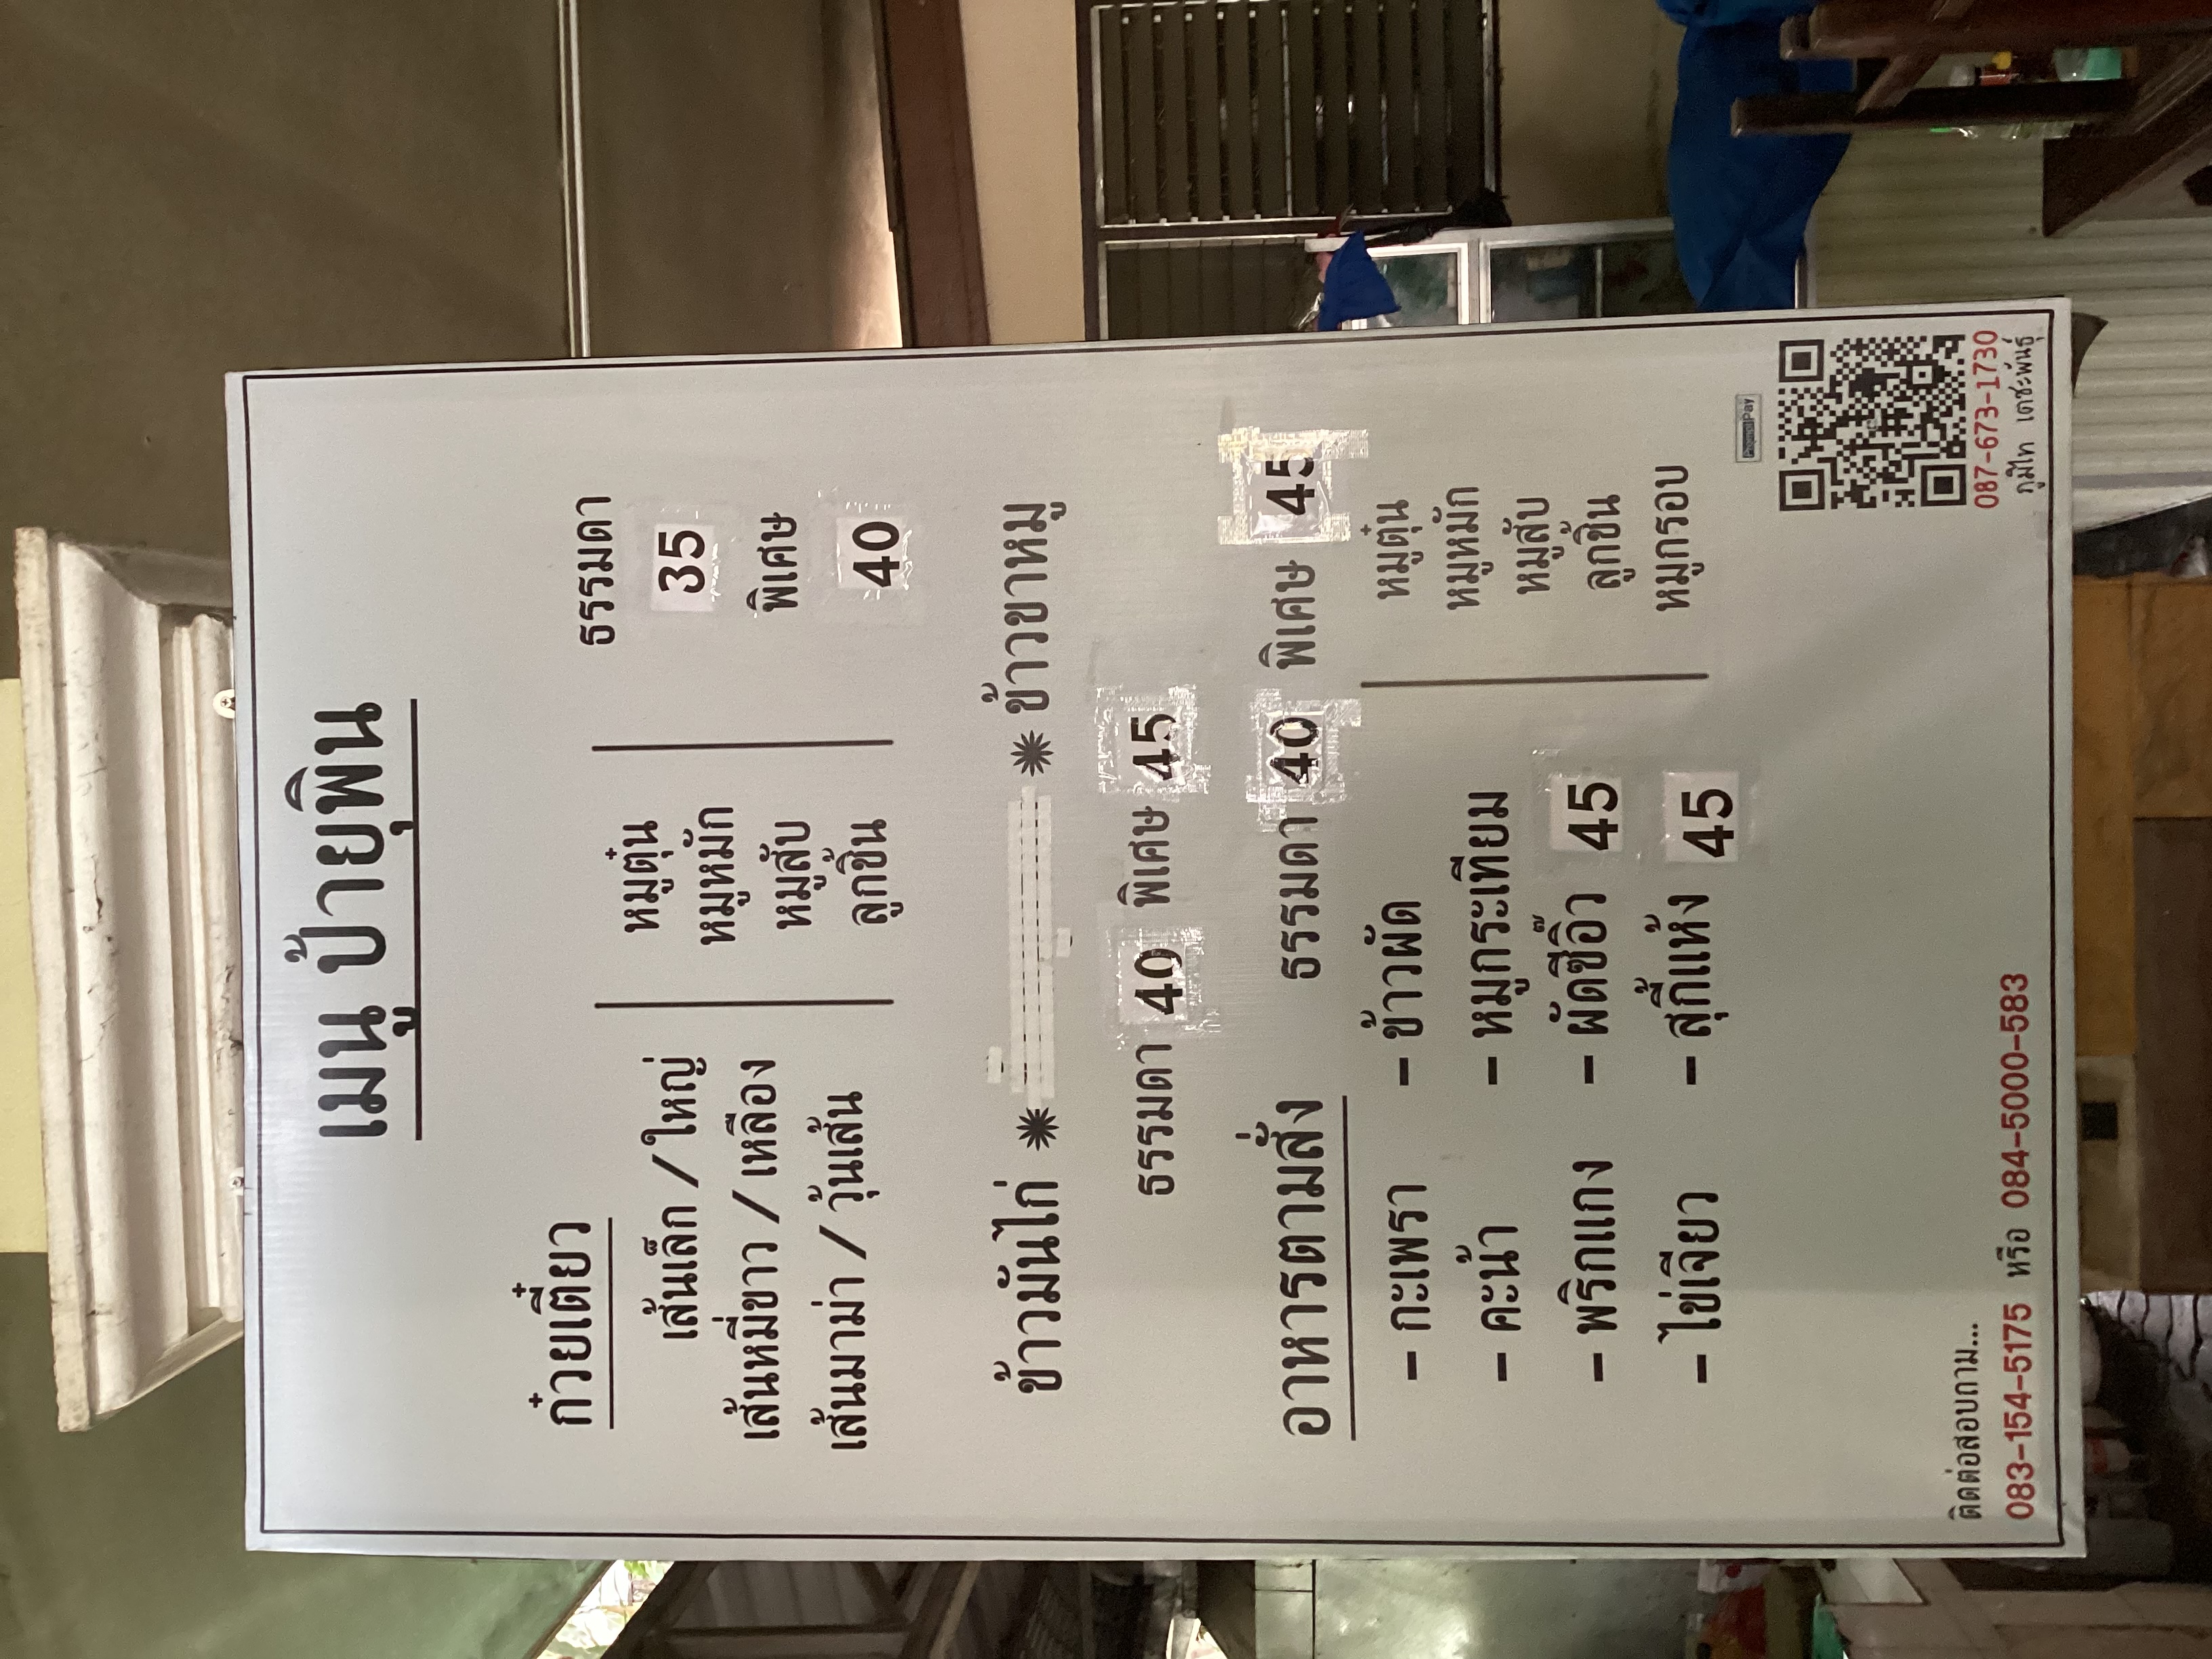 เมนู ป้ายุพิน
ก๋วยเตี๋ยว
เส้นเล็ก / ใหญ่
เส้นหมี่ขาว / เหลือง
เส้นมาม่า / วุ้นเส้น
หมูตุ๋น
หมูหมัก
หมูสับ
ลูกชิ้น
ธรรมดา
35
พิเศษ
40
ข้าวมันไก่ ข้าวขาหมู
ธรรมดา 40 พิเศษ 45
อาหารตามสั่ง ธรรมดา 40 พิเศษ 45
- กะเพรา - ข้าวผัด
- คะน้า - หมูกระเทียม
- พริกแกง - ผัดซีอิ๊ว 45
- ไข่เจียว - สุกี้แห้ง 45
หมูตุ๋น
หมูหมัก
หมูสับ
ลูกชิ้น
หมูกรอบ
ติดต่อสอบถาม...
083-154-5175 หรือ 084-5000-583
PromptPay
087-673-1730
ภูมิไท เตชะพันธุ์